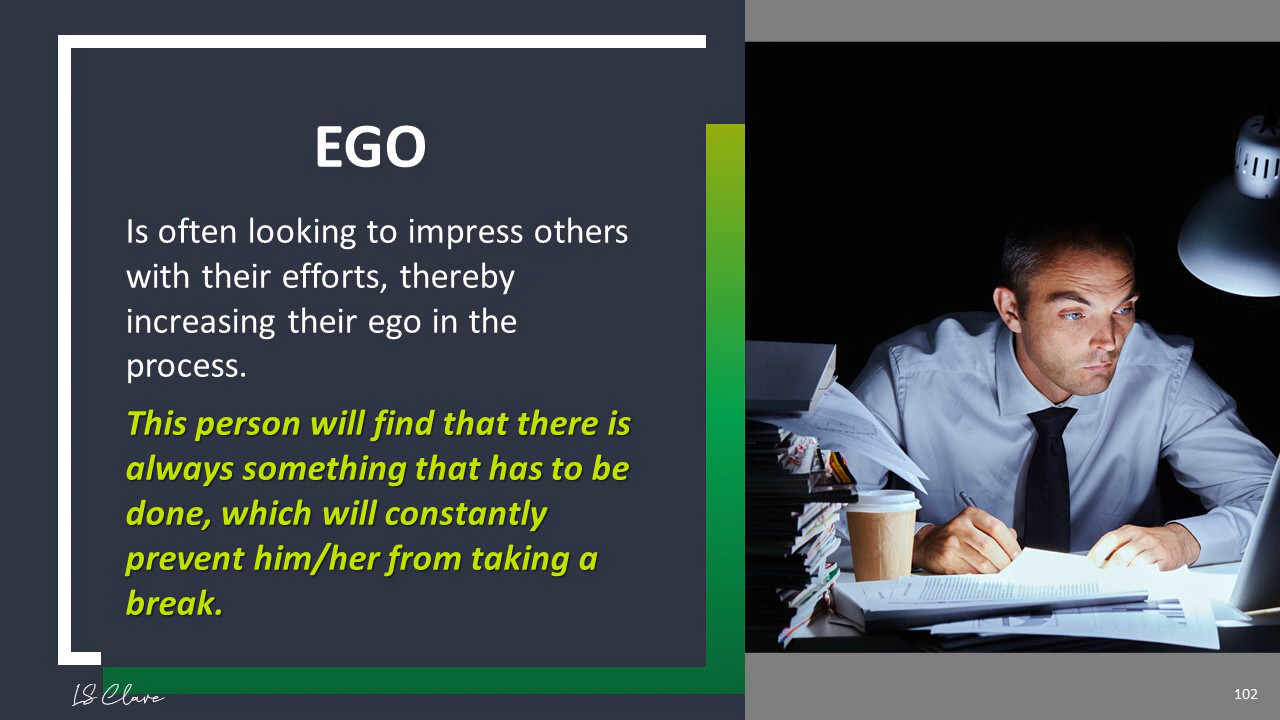 EGO
Is often looking to impress others
with their efforts, thereby
increasing their ego in the
process.
This person will find that there is
always something that has to be
done, which will constantly
prevent him/her from taking a
break.
LS Clave
102